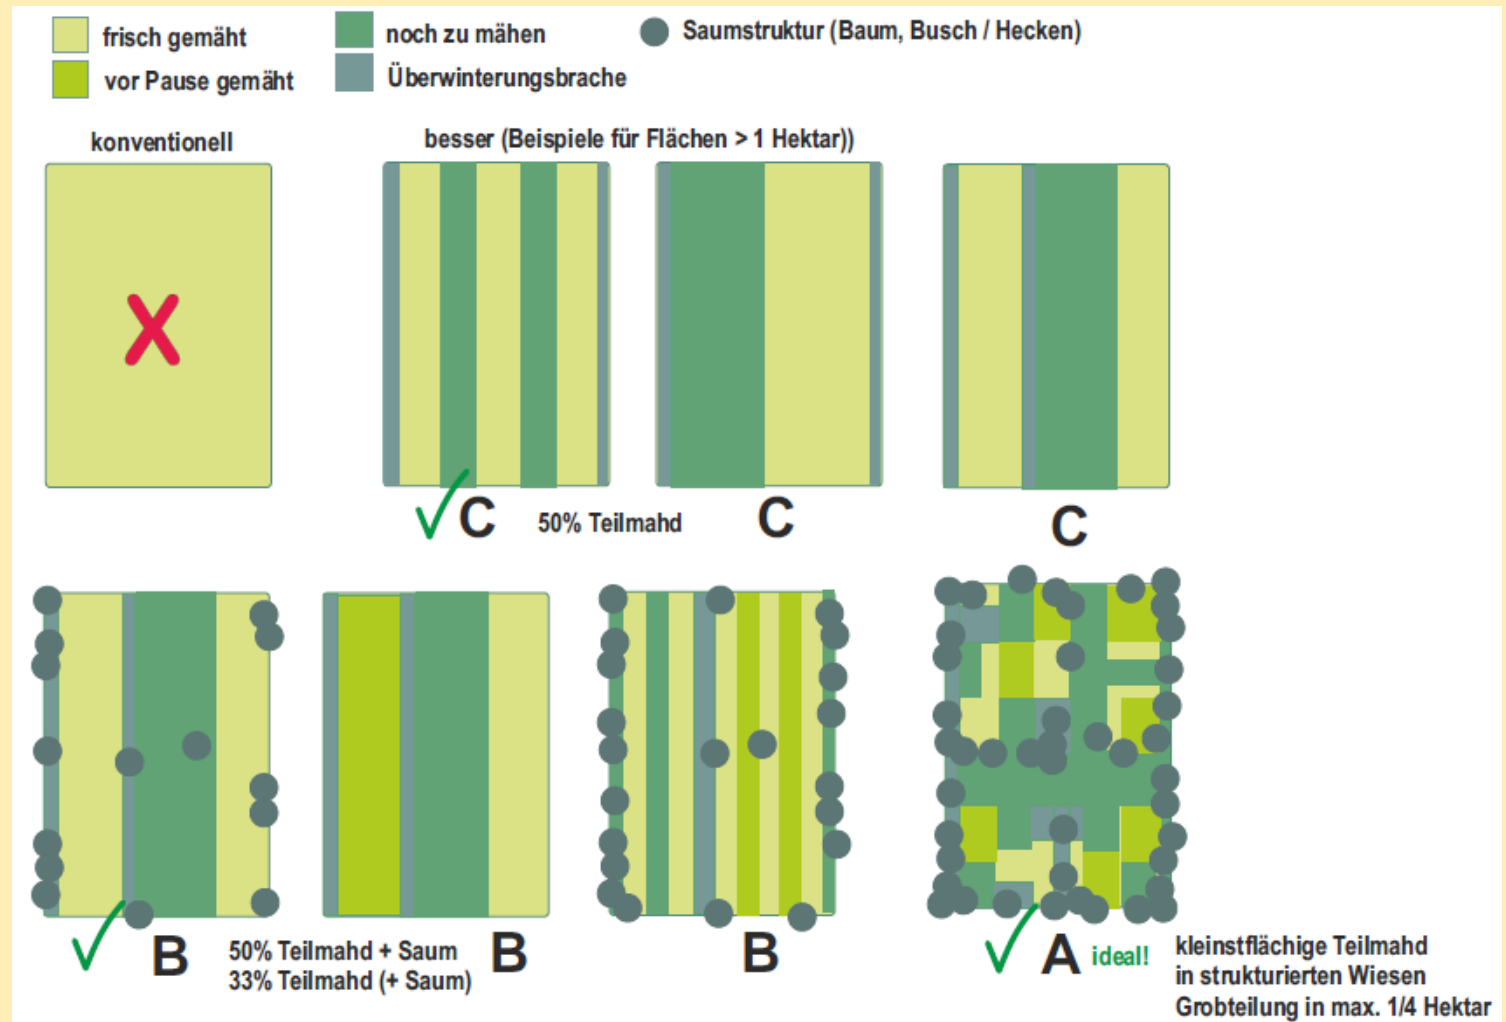 frisch gemäht
noch zu mähen
Saumstruktur (Baum, Busch / Hecken)
vor Pause gemäht
Überwinterungsbrache
konventionell
besser (Beispiele für Flächen > 1 Hektar))
X
C
50% Teilmahd
C
C
B
50% Teilmahd + Saum
33% Teilmahd (+ Saum)
B
B
A
ideal!
kleinstflächige Teilmahd
in strukturierten Wiesen
Grobteilung in max. 1/4 Hektar